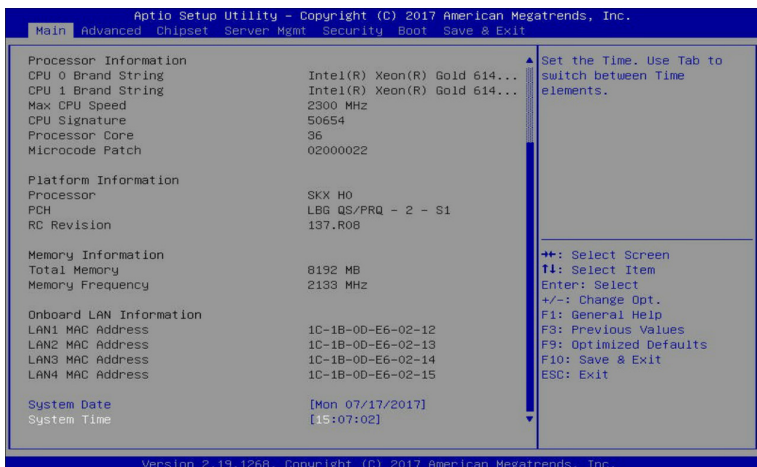 Aptio Setup Utility – Copyright (C) 2017 American Megatrends, Inc.
Main Advanced Chipset Server Mgmt Security Boot Save & Exit
Processor Information
CPU 0 Brand String Intel(R) Xeon(R) Gold 614...
CPU 1 Brand String Intel(R) Xeon(R) Gold 614...
Max CPU Speed 2300 MHz
CPU Signature 50654
Processor Core 36
Microcode Patch 02000022
Platform Information
Processor SKX H0
PCH LBG QS/PRQ – 2 – S1
RC Revision 137.R08
Memory Information
Total Memory 8192 MB
Memory Frequency 2133 MHz
Onboard LAN Information
LAN1 MAC Address 1C-1B-0D-E6-02-12
LAN2 MAC Address 1C-1B-0D-E6-02-13
LAN3 MAC Address 1C-1B-0D-E6-02-14
LAN4 MAC Address 1C-1B-0D-E6-02-15
System Date [Mon 07/17/2017]
System Time [15:07:02]
Set the Time. Use Tab to
switch between Time
elements.
→←: Select Screen
↑↓: Select Item
Enter: Select
+/-: Change Opt.
F1: General Help
F3: Previous Values
F9: Optimized Defaults
F10: Save & Exit
ESC: Exit
Version 2.19.1268. Copyright (C) 2017 American Megatrends, Inc.